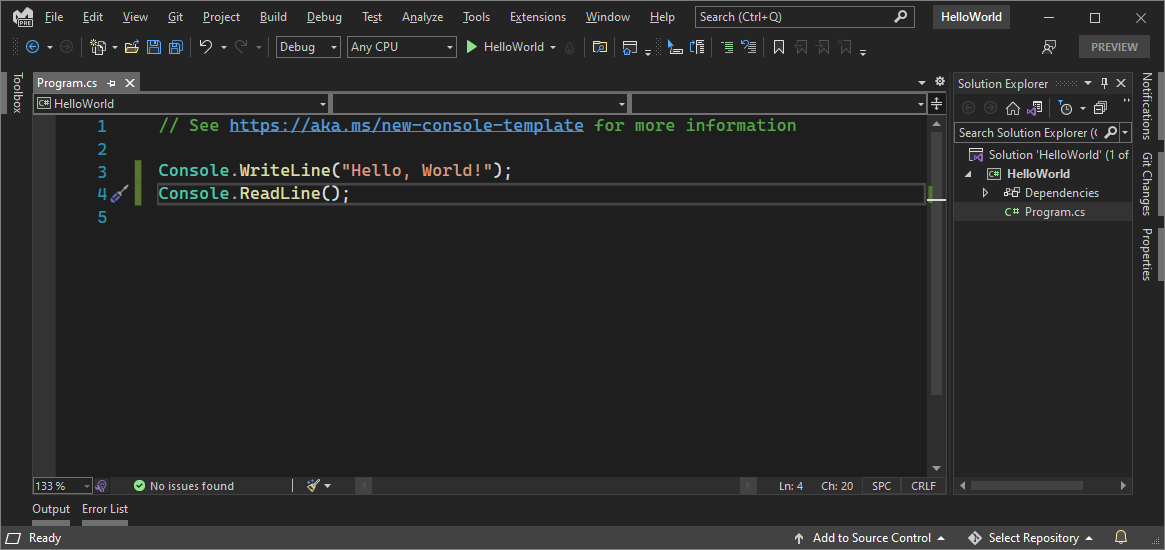 PRE File Edit View Git Project Build Debug Test Analyze Tools Extensions Window Help Search (Ctrl+Q) HelloWorld
Debug Any CPU HelloWorld PREVIEW
Toolbox
Program.cs
C# HelloWorld
1 // See https://aka.ms/new-console-template for more information
2
3 Console.WriteLine("Hello, World!");
4 Console.ReadLine();
5
133 % No issues found Ln: 4 Ch: 20 SPC CRLF
Solution Explorer
Search Solution Explorer (
Solution 'HelloWorld' (1 of
C# HelloWorld
Dependencies
C# Program.cs
Notifications
Git Changes
Properties
Output Error List
Ready Add to Source Control Select Repository